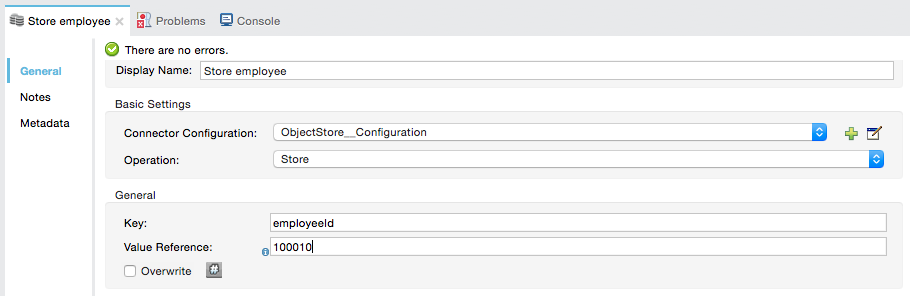 Store employee Problems Console
There are no errors.
General
Display Name: Store employee
Notes
Basic Settings
Metadata
Connector Configuration: ObjectStore__Configuration
Operation: Store
General
Key: employeeId
Value Reference: 100010
Overwrite #